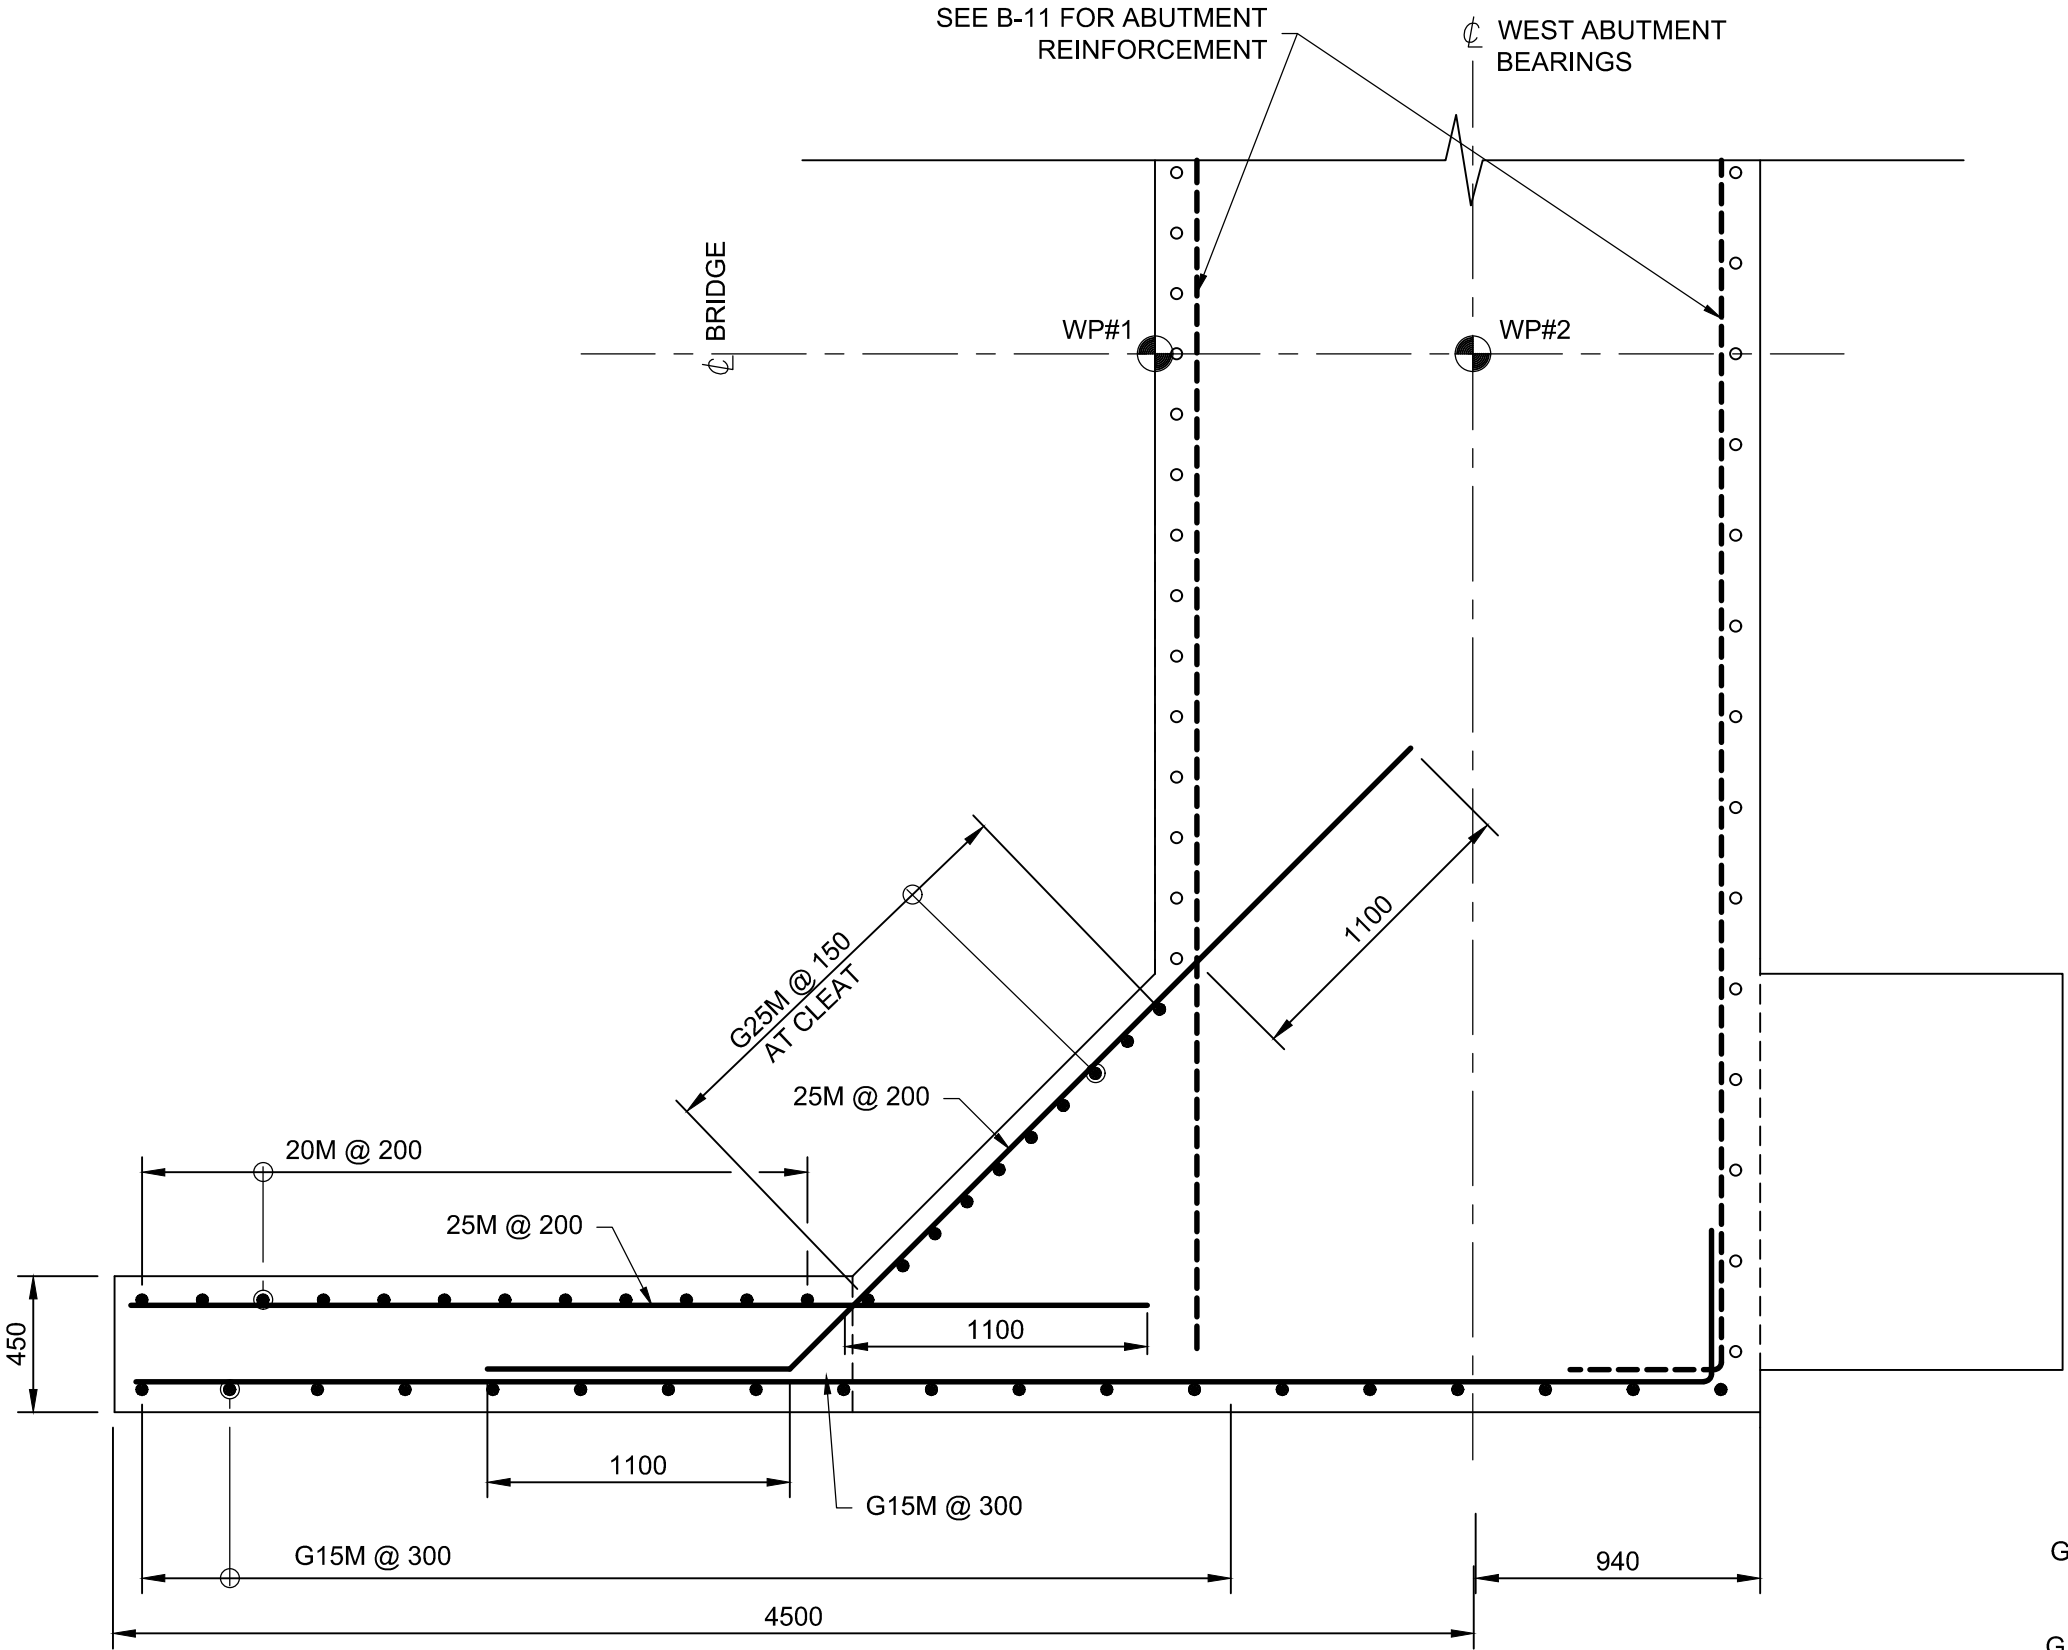 SEE B-11 FOR ABUTMENT
REINFORCEMENT
℄ WEST ABUTMENT
BEARINGS
℄ BRIDGE
WP#1
WP#2
1100
G25M @ 150
AT CLEAT
25M @ 200
20M @ 200
25M @ 200
450
1100
1100
G15M @ 300
G15M @ 300
940
G
4500
G